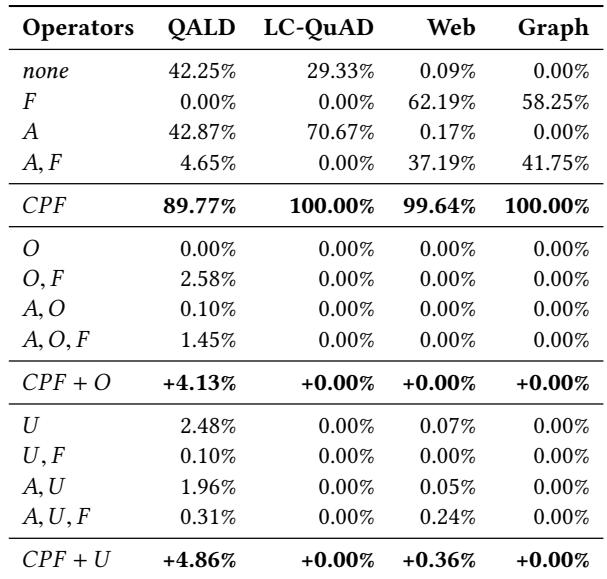 Operators QALD LC-QuAD Web Graph
none 42.25% 29.33% 0.09% 0.00%
F 0.00% 0.00% 62.19% 58.25%
A 42.87% 70.67% 0.17% 0.00%
A, F 4.65% 0.00% 37.19% 41.75%
CPF 89.77% 100.00% 99.64% 100.00%
O 0.00% 0.00% 0.00% 0.00%
O, F 2.58% 0.00% 0.00% 0.00%
A, O 0.10% 0.00% 0.00% 0.00%
A, O, F 1.45% 0.00% 0.00% 0.00%
CPF + O +4.13% +0.00% +0.00% +0.00%
U 2.48% 0.00% 0.07% 0.00%
U, F 0.10% 0.00% 0.00% 0.00%
A, U 1.96% 0.00% 0.05% 0.00%
A, U, F 0.31% 0.00% 0.24% 0.00%
CPF + U +4.86% +0.00% +0.36% +0.00%